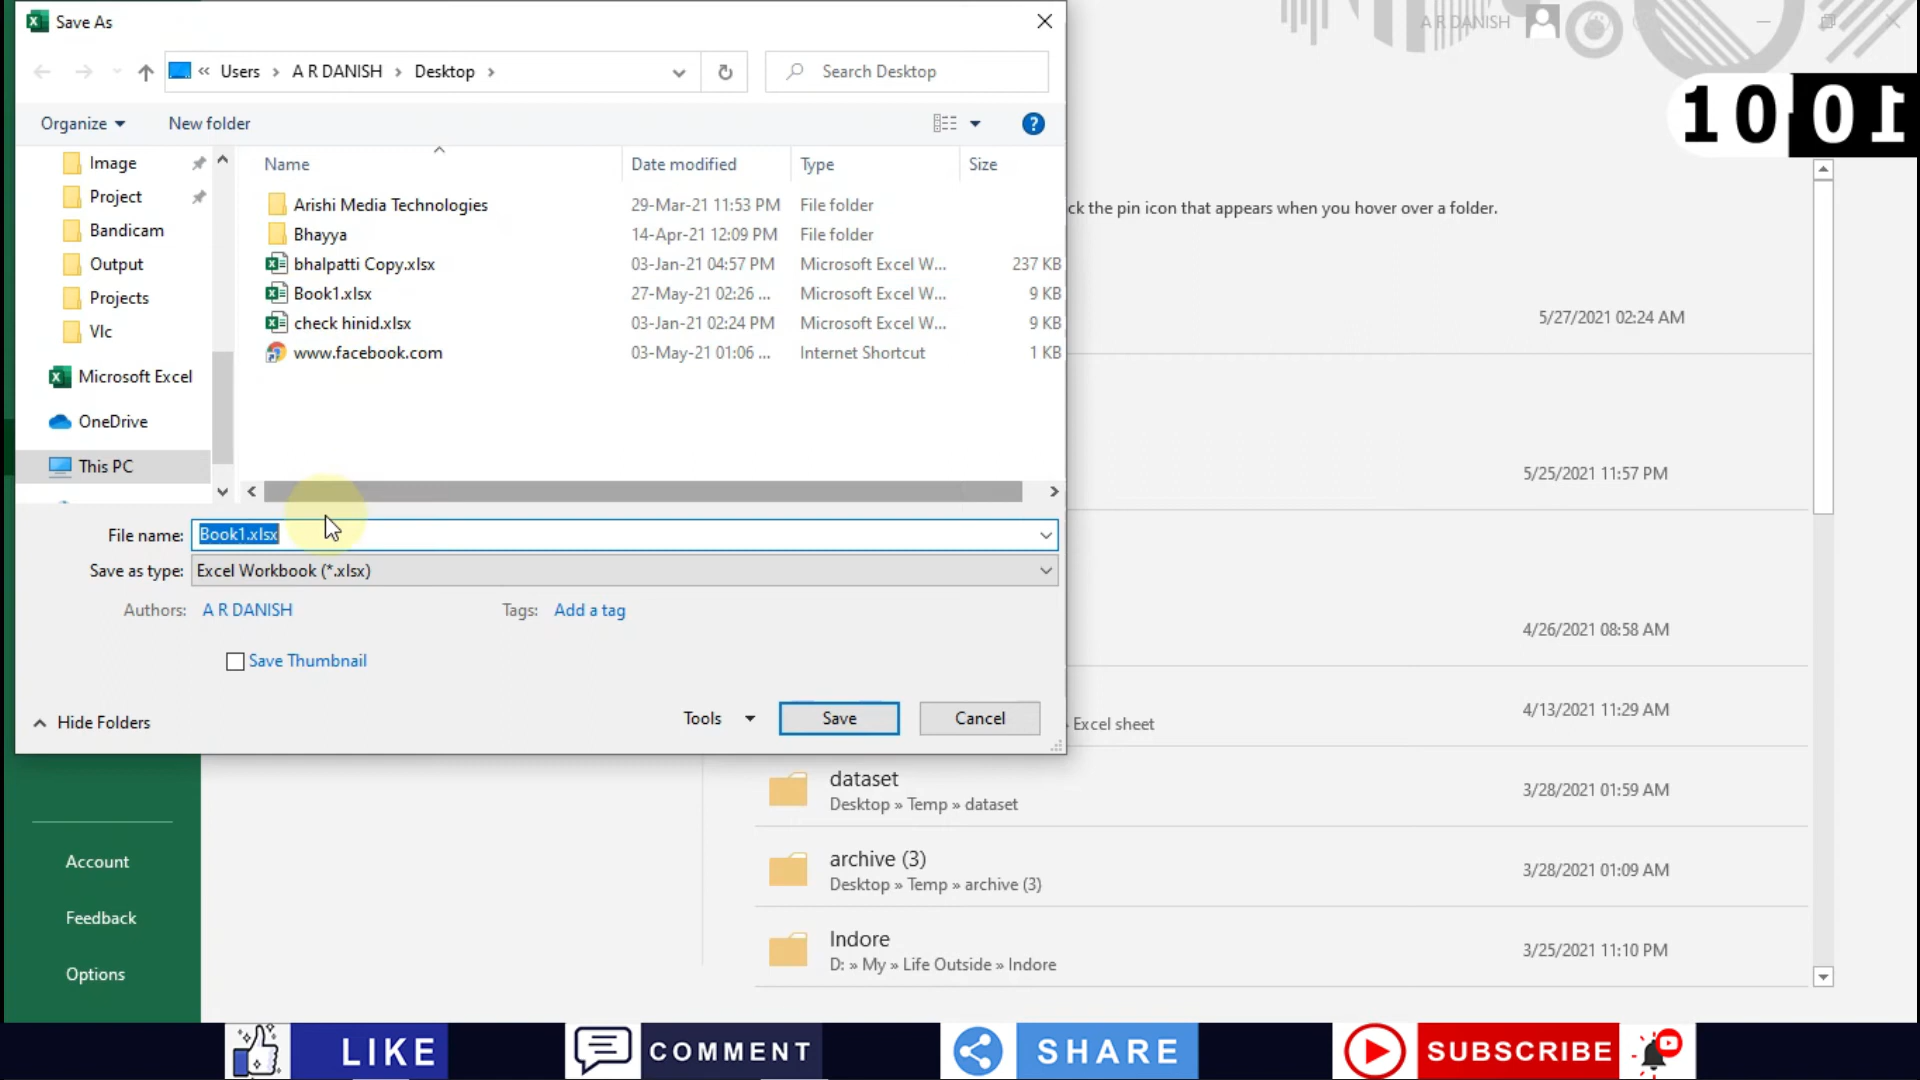 Save As
A R DANISH
« Users › A R DANISH › Desktop ›
Search Desktop
Organize
New folder
10 01
Image
Project
Bandicam
Output
Projects
Vlc
Microsoft Excel
OneDrive
This PC
Name Date modified Type Size
Arishi Media Technologies 29-Mar-21 11:53 PM File folder
Bhayya 14-Apr-21 12:09 PM File folder
bhalpatti Copy.xlsx 03-Jan-21 04:57 PM Microsoft Excel W... 237 KB
Book1.xlsx 27-May-21 02:26 ... Microsoft Excel W... 9 KB
check hinid.xlsx 03-Jan-21 02:24 PM Microsoft Excel W... 9 KB
www.facebook.com 03-May-21 01:06 ... Internet Shortcut 1 KB
ck the pin icon that appears when you hover over a folder.
5/27/2021 02:24 AM
5/25/2021 11:57 PM
File name: Book1.xlsx
Save as type: Excel Workbook (*.xlsx)
Authors: A R DANISH Tags: Add a tag
Save Thumbnail
Hide Folders
Tools
Save
Cancel
4/26/2021 08:58 AM
4/13/2021 11:29 AM
Excel sheet
dataset
Desktop » Temp » dataset
3/28/2021 01:59 AM
archive (3)
Desktop » Temp » archive (3)
3/28/2021 01:09 AM
Indore
D: » My » Life Outside » Indore
3/25/2021 11:10 PM
Account
Feedback
Options
LIKE
COMMENT
SHARE
SUBSCRIBE